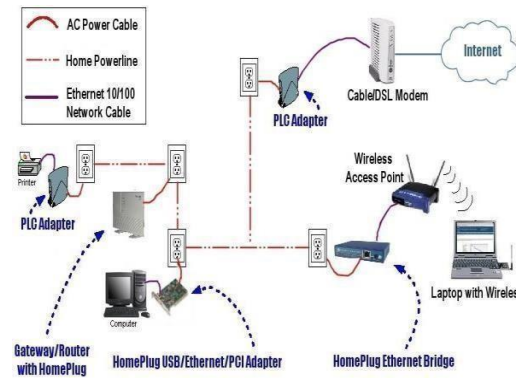 AC Power Cable
Home Powerline
Ethernet 10/100
Network Cable
Internet
Cable/DSL Modem
PLC Adapter
Printer
PLC Adapter
Wireless
Access Point
Laptop with Wireless
Computer
Gateway/Router
with HomePlug
HomePlug USB/Ethernet/PCI Adapter
HomePlug Ethernet Bridge